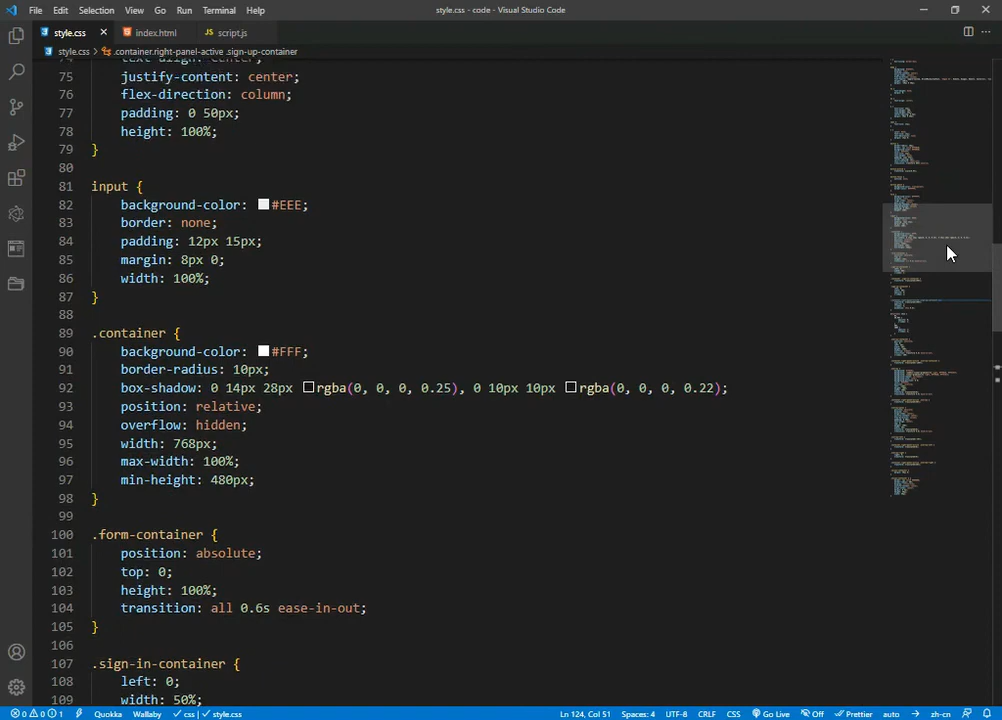 File Edit Selection View Go Run Terminal Help style.css - code - Visual Studio Code
style.css index.html JS script.js
style.css .container.right-panel-active .sign-up-container
74 text-align: center;
75 justify-content: center;
76 flex-direction: column;
77 padding: 0 50px;
78 height: 100%;
79 }
80
81 input {
82 background-color: #EEE;
83 border: none;
84 padding: 12px 15px;
85 margin: 8px 0;
86 width: 100%;
87 }
88
89 .container {
90 background-color: #FFF;
91 border-radius: 10px;
92 box-shadow: 0 14px 28px rgba(0, 0, 0, 0.25), 0 10px 10px rgba(0, 0, 0, 0.22);
93 position: relative;
94 overflow: hidden;
95 width: 768px;
96 max-width: 100%;
97 min-height: 480px;
98 }
99
100 .form-container {
101 position: absolute;
102 top: 0;
103 height: 100%;
104 transition: all 0.6s ease-in-out;
105 }
106
107 .sign-in-container {
108 left: 0;
109 width: 50%;
0 0 1 Quokka Wallaby css style.css Ln 124, Col 51 Spaces: 4 UTF-8 CRLF CSS Go Live Off Prettier auto zh-cn